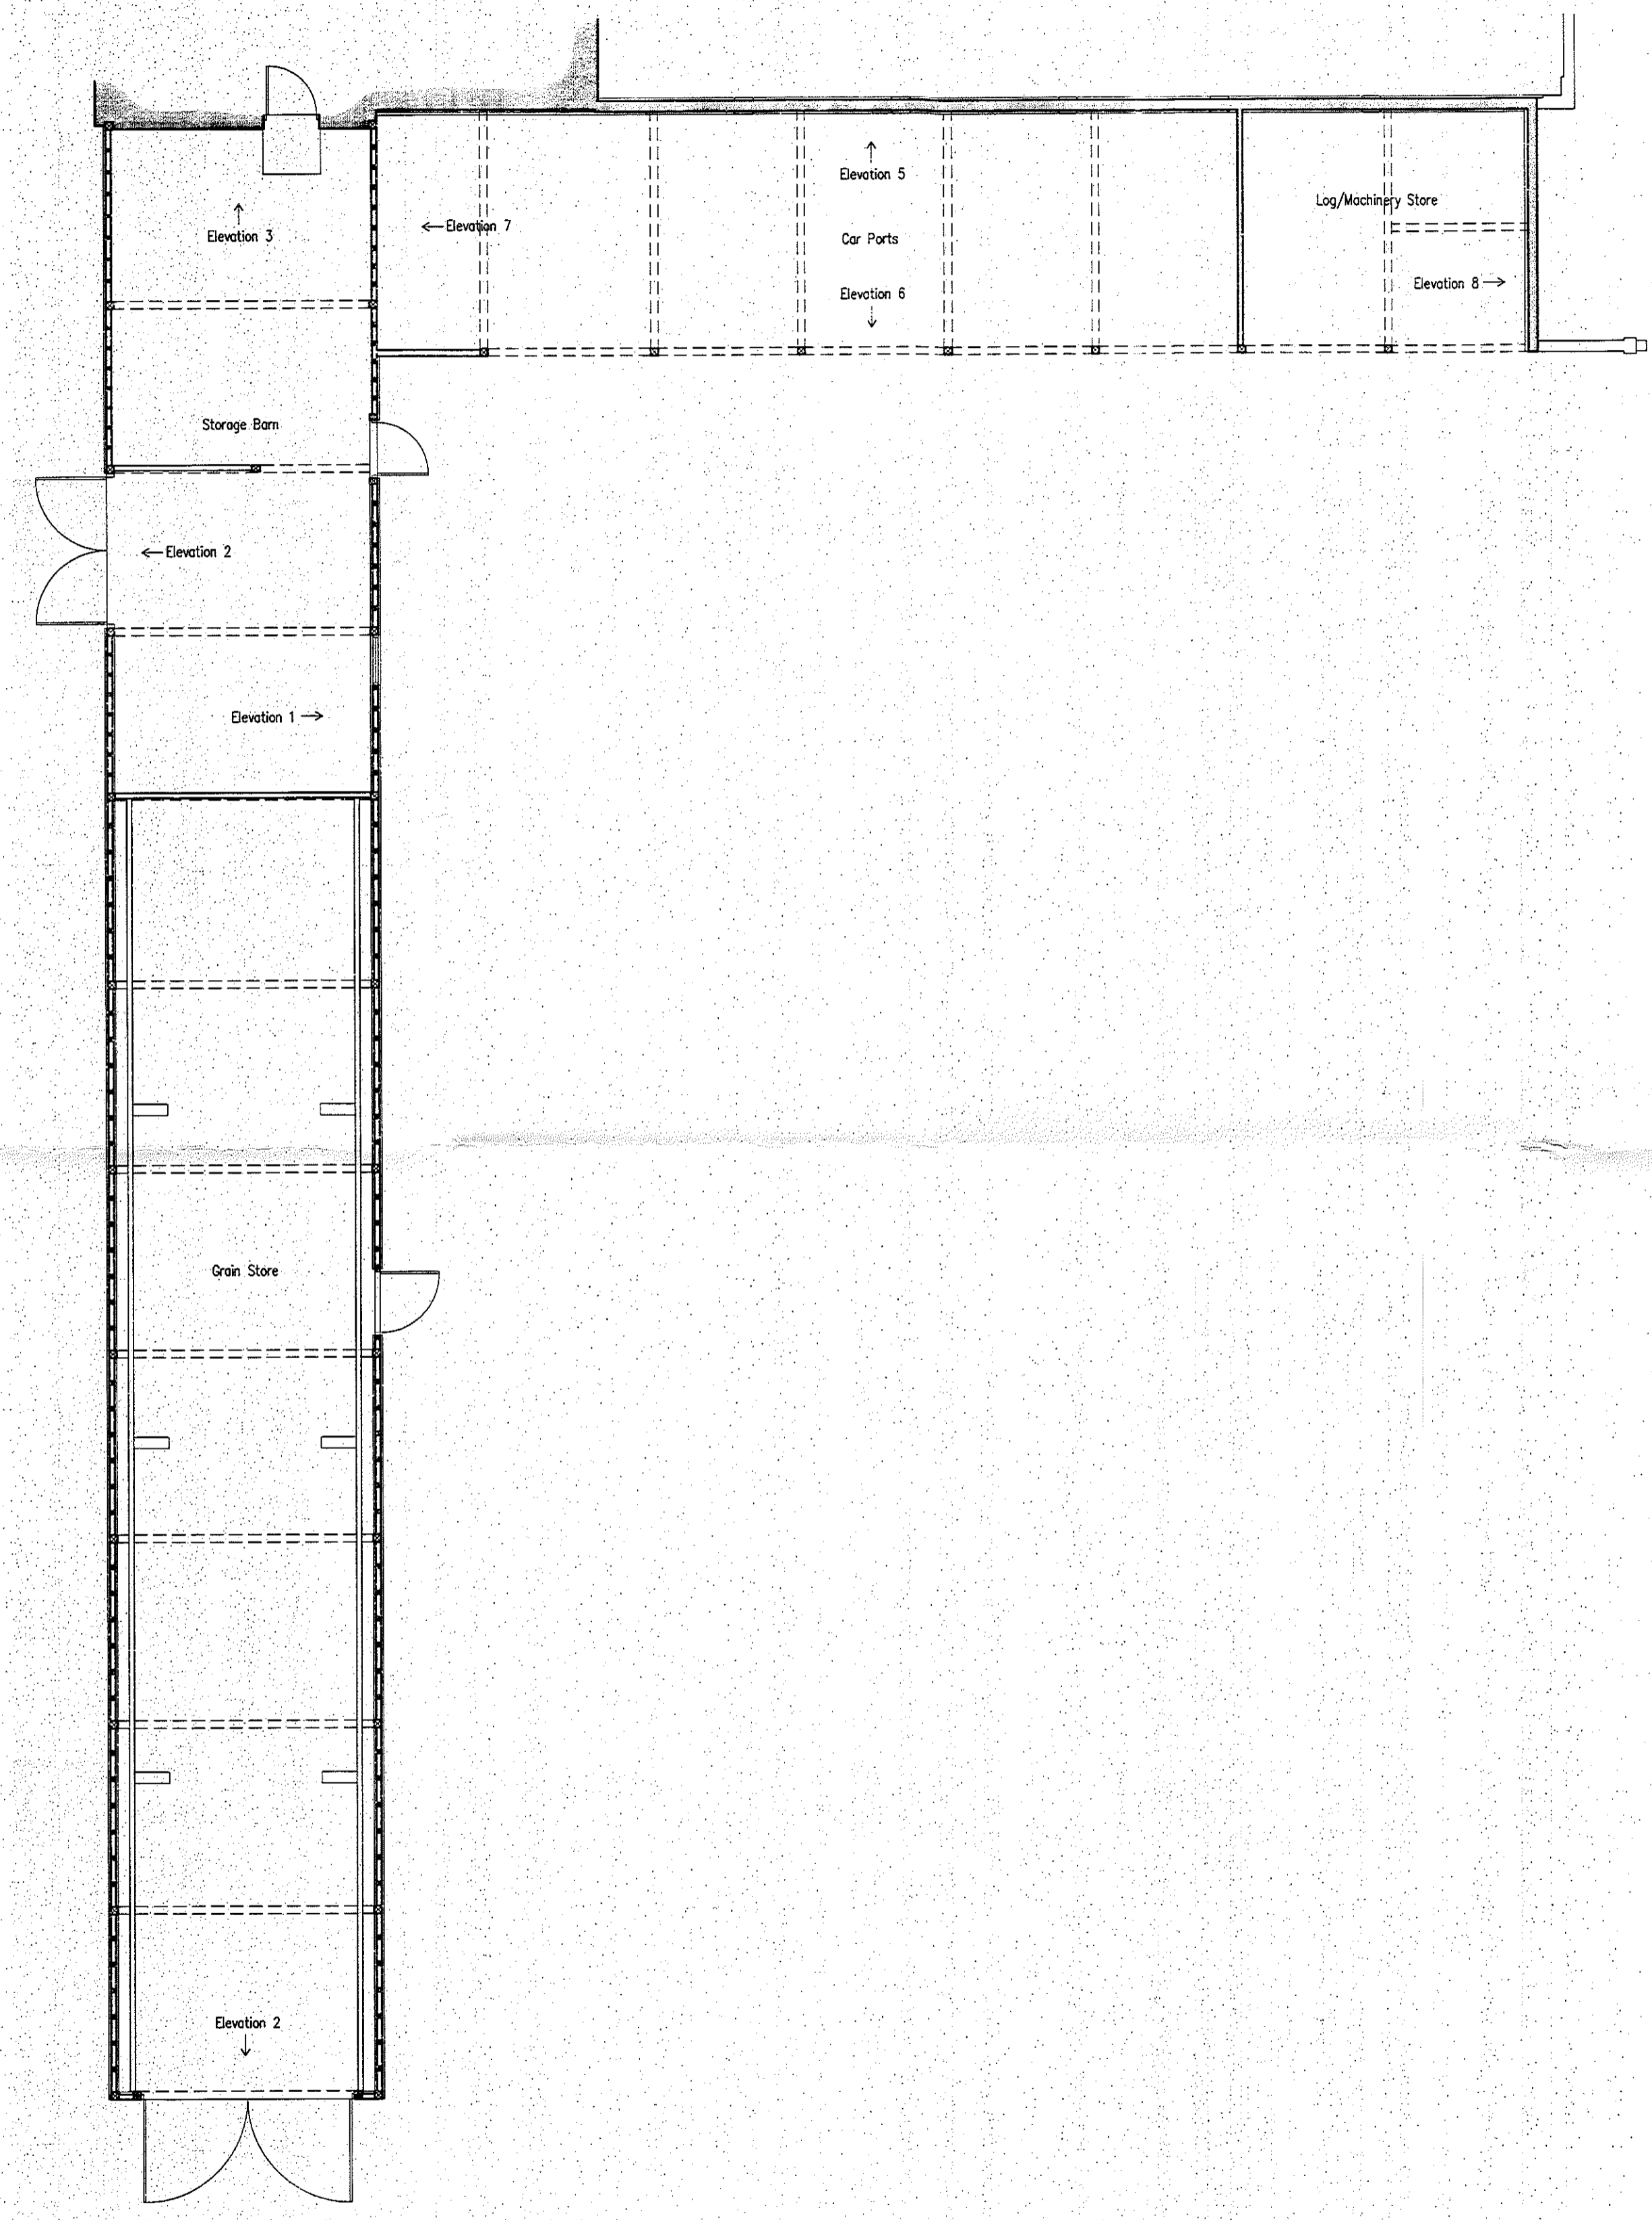 Elevation 3
Elevation 7
Elevation 5
Car Ports
Elevation 6
Log/Machinery Store
Elevation 8
Storage Barn
Elevation 2
Elevation 1
Grain Store
Elevation 2